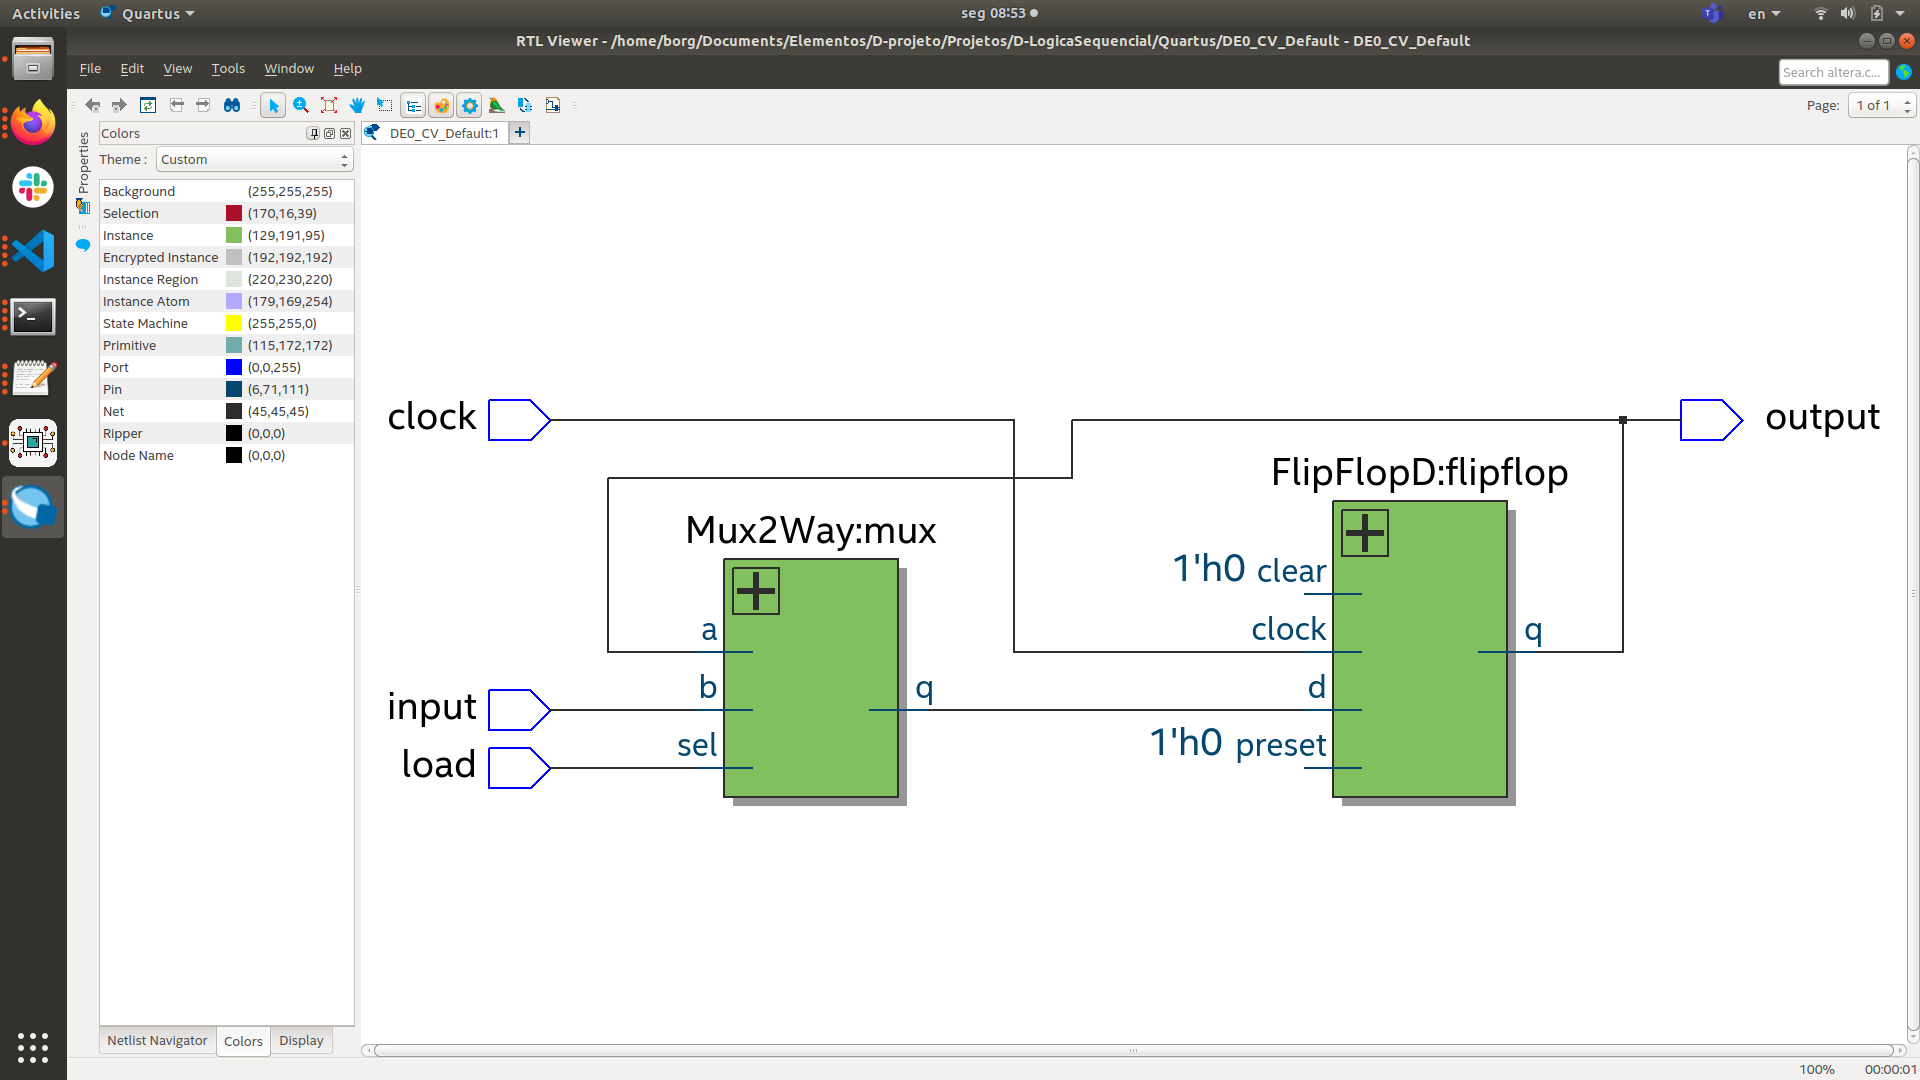 Activities Quartus seg 08:53 en
RTL Viewer - /home/borg/Documents/Elementos/D-projeto/Projetos/D-LogicaSequencial/Quartus/DE0_CV_Default - DE0_CV_Default
File Edit View Tools Window Help Search altera.c...
Page: 1 of 1
Properties
Colors
DE0_CV_Default:1
Theme : Custom
Background (255,255,255)
Selection (170,16,39)
Instance (129,191,95)
Encrypted Instance (192,192,192)
Instance Region (220,230,220)
Instance Atom (179,169,254)
State Machine (255,255,0)
Primitive (115,172,172)
Port (0,0,255)
Pin (6,71,111)
Net (45,45,45)
Ripper (0,0,0)
Node Name (0,0,0)
clock
output
FlipFlopD:flipflop
Mux2Way:mux
1'h0 clear
a
clock
q
b
q
d
input
sel
1'h0 preset
load
Netlist Navigator Colors Display
100% 00:00:01